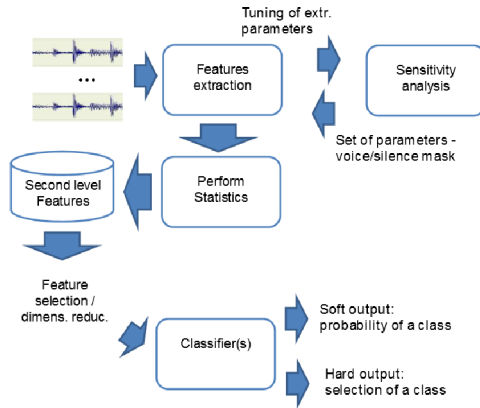 Tuning of extr.
parameters
...
Features
extraction
Sensitivity
analysis
Set of parameters -
voice/silence mask
Second level
Features
Perform
Statistics
Feature
selection /
dimens. reduc.
Classifier(s)
Soft output:
probability of a class
Hard output:
selection of a class